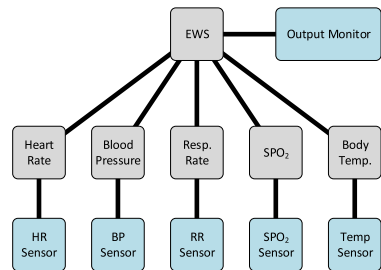 EWS
Output Monitor
Heart
Rate
Blood
Pressure
Resp.
Rate
SPO₂
Body
Temp.
HR
Sensor
BP
Sensor
RR
Sensor
SPO₂
Sensor
Temp
Sensor